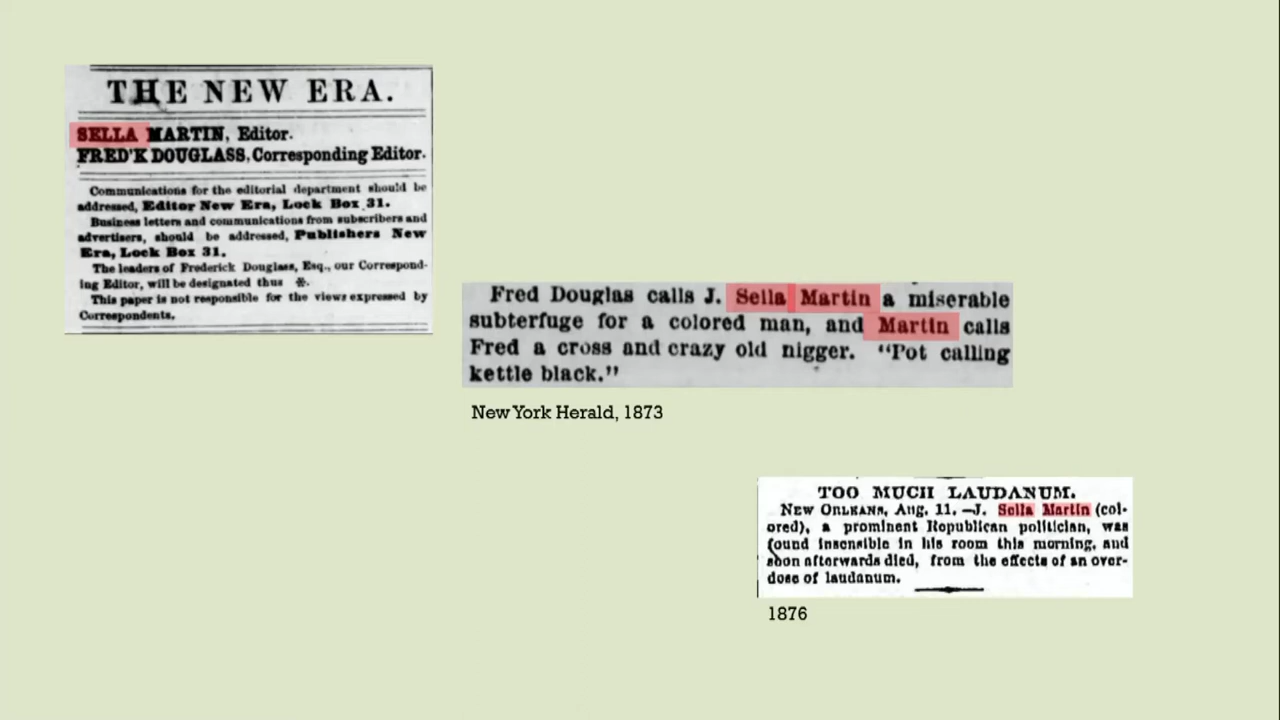 THE NEW ERA.
SELLA MARTIN, Editor.
FRED'K DOUGLASS, Corresponding Editor.
Communications for the editorial department should be
addressed, Editor New Era, Lock Box 31.
Business letters and communications from subscribers and
advertisers, should be addressed, Publishers New
Era, Lock Box 31.
The leaders of Frederick Douglass, Esq., our Correspond-
ing Editor, will be designated thus ※.
This paper is not responsible for the views expressed by
Correspondents.
Fred Douglas calls J. Sella Martin a miserable
subterfuge for a colored man, and Martin calls
Fred a cross and crazy old nigger. "Pot calling
kettle black."
New York Herald, 1873
TOO MUCH LAUDANUM.
NEW ORLEANS, Aug. 11.—J. Sella Martin (col-
ored), a prominent Republican politician, was
found insensible in his room this morning, and
soon afterwards died, from the effects of an over-
dose of laudanum.
1876